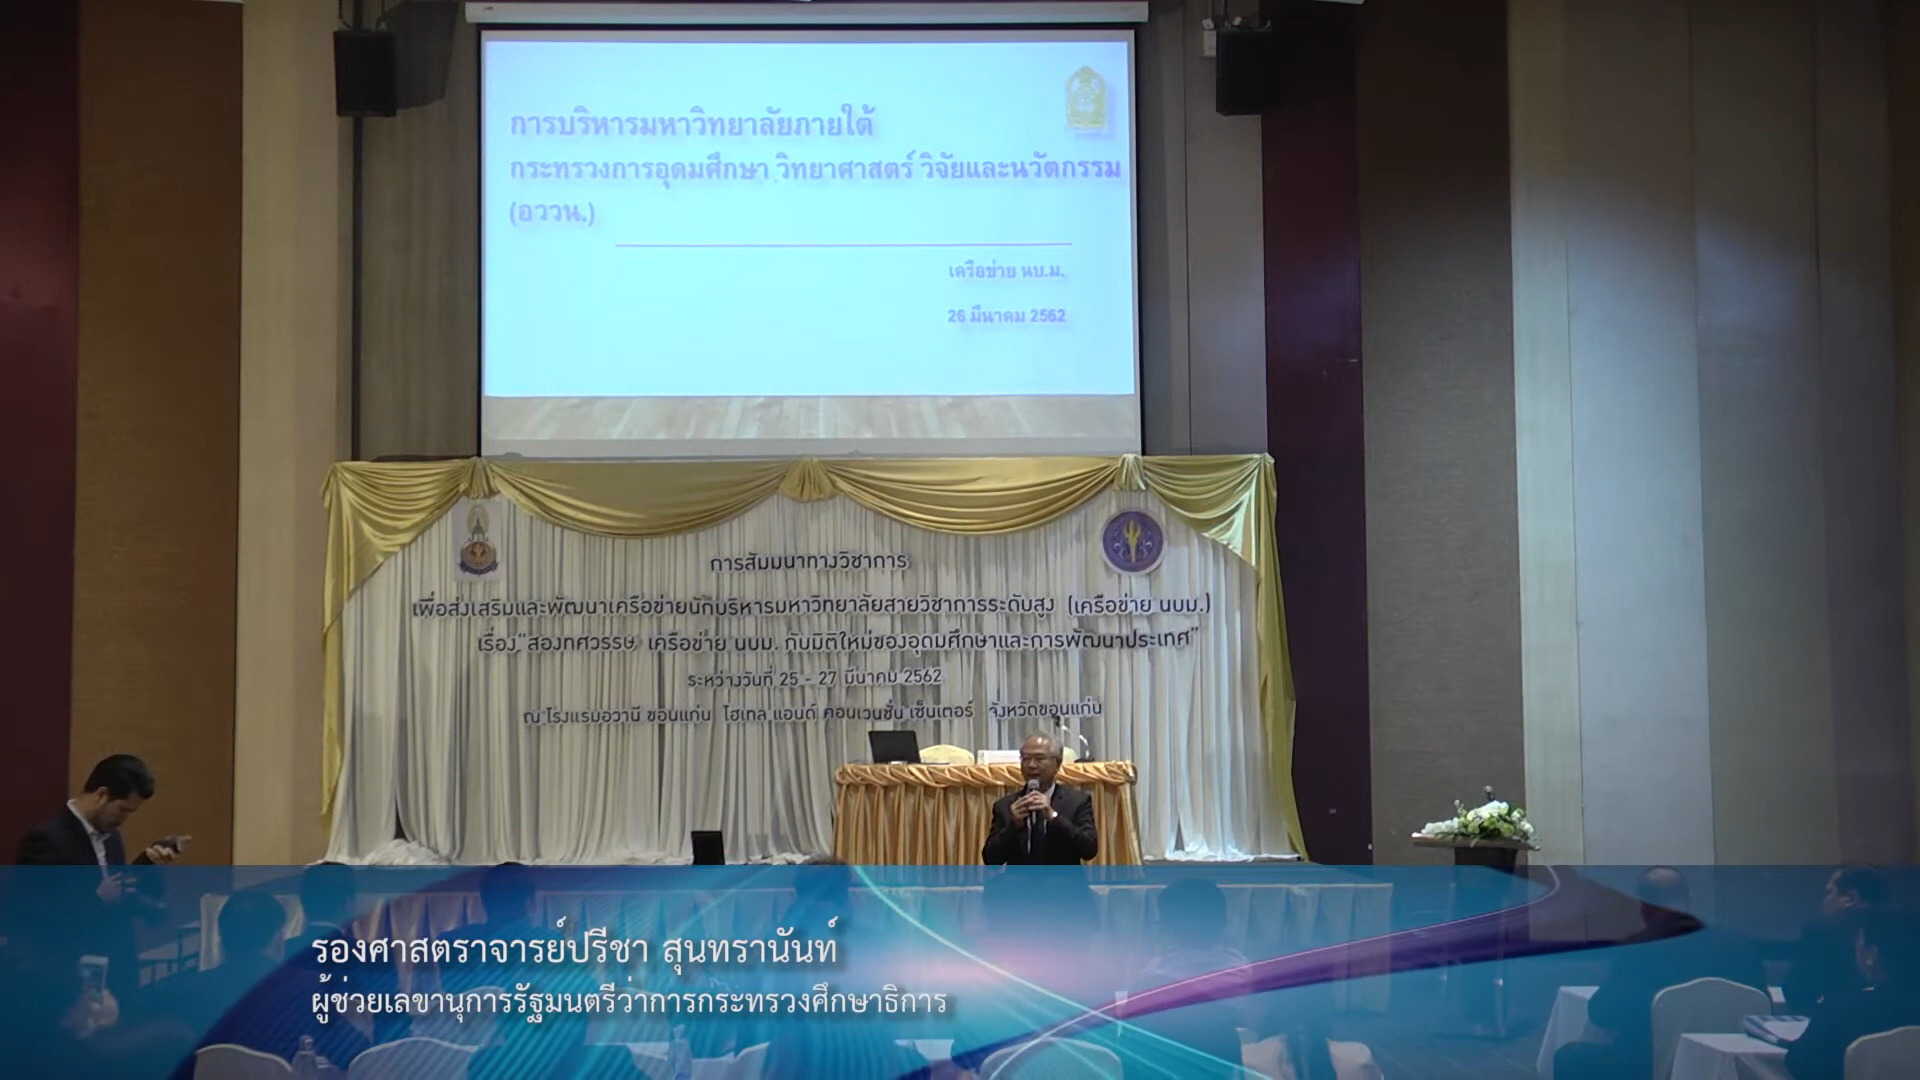 การบริหารมหาวิทยาลัยภายใต้
กระทรวงการอุดมศึกษา วิทยาศาสตร์ วิจัยและนวัตกรรม
(อววน.)
เครือข่าย นบ.ม.
26 มีนาคม 2562
การสัมมนาทางวิชาการ
เพื่อส่งเสริมและพัฒนาเครือข่ายนักบริหารมหาวิทยาลัยสายวิชาการระดับสูง (เครือข่าย นบม.)
เรื่อง"สองทศวรรษ เครือข่าย นบม. กับมิติใหม่ของอุดมศึกษาและการพัฒนาประเทศ"
ระหว่างวันที่ 25 - 27 มีนาคม 2562
ณ โรงแรมอวานี ขอนแก่น โฮเทล แอนด์ คอนเวนชั่น เซ็นเตอร์ จังหวัดขอนแก่น
รองศาสตราจารย์ปรีชา สุนทรานันท์
ผู้ช่วยเลขานุการรัฐมนตรีว่าการกระทรวงศึกษาธิการ